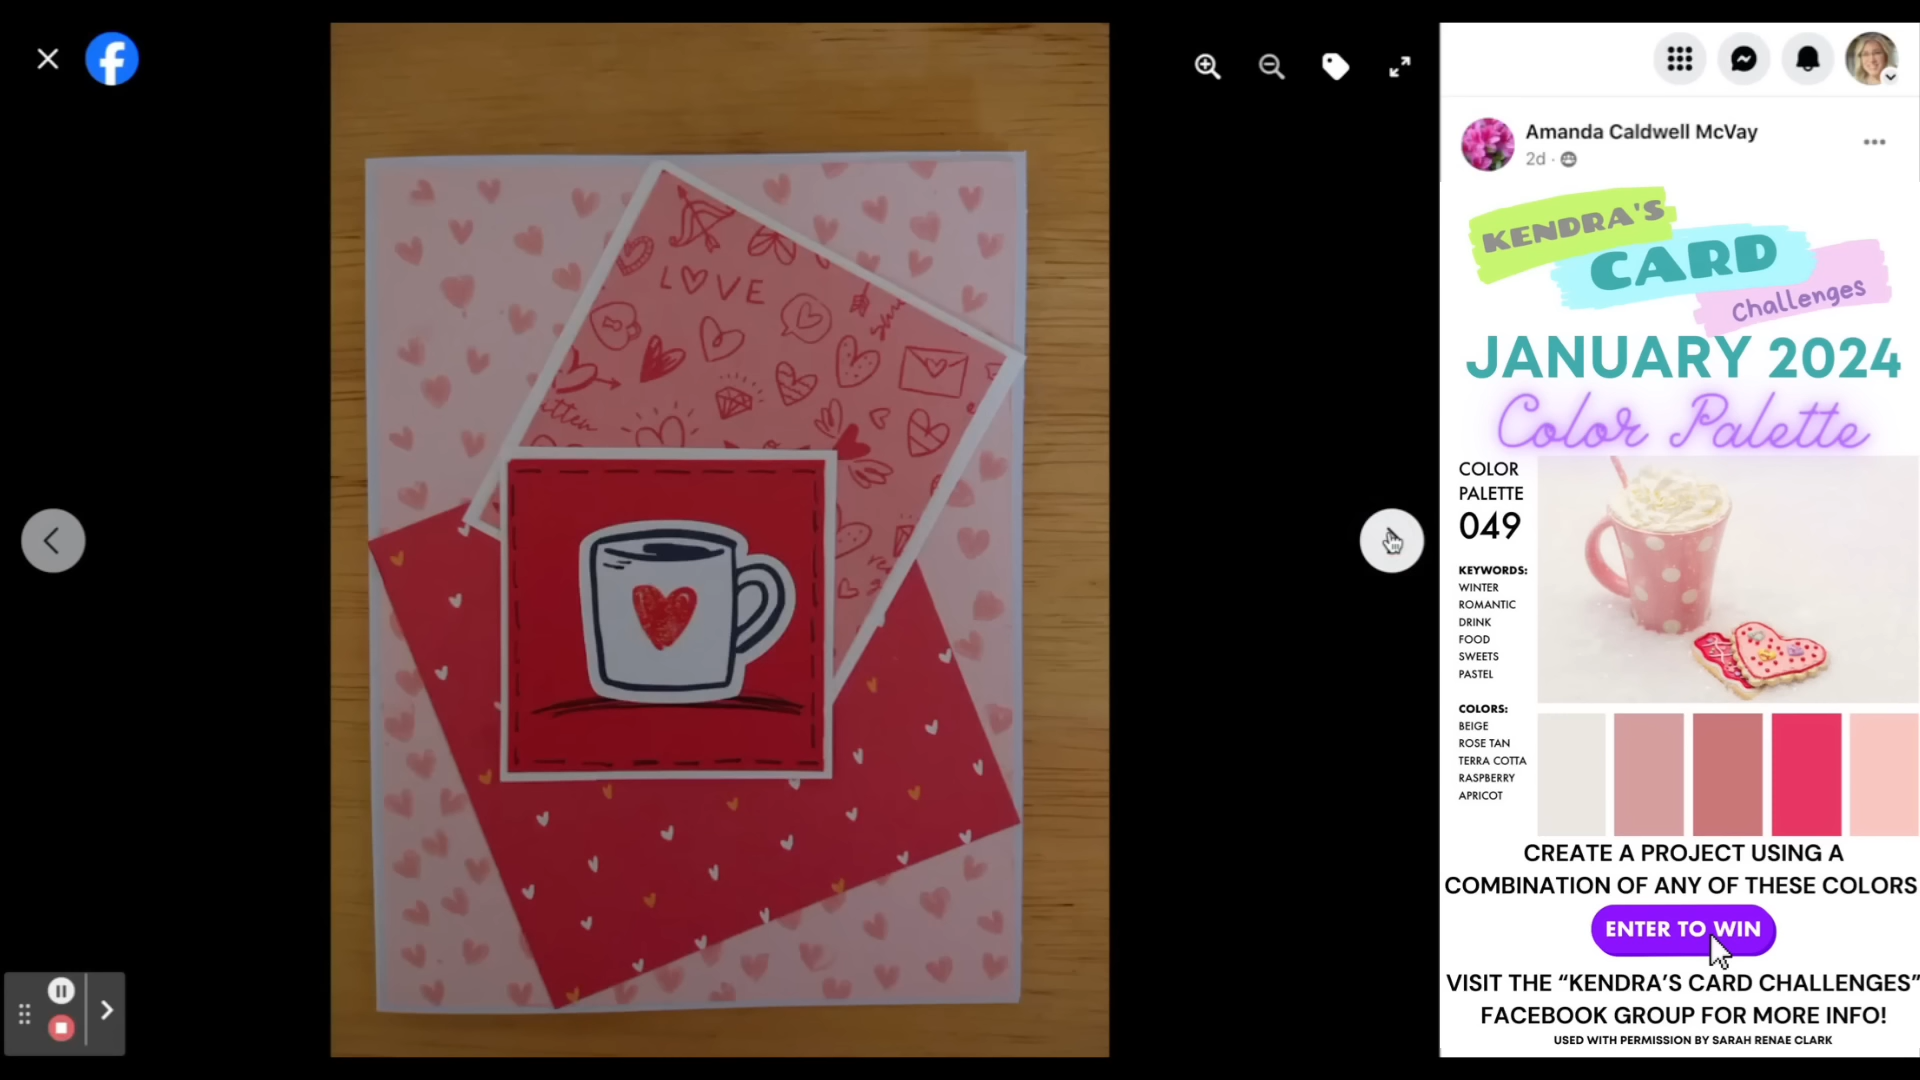 Amanda Caldwell McVay
2d
KENDRA'S
CARD
Challenges
JANUARY 2024
Color Palette
COLOR
PALETTE
049
KEYWORDS:
WINTER
ROMANTIC
DRINK
FOOD
SWEETS
PASTEL
COLORS:
BEIGE
ROSE TAN
TERRA COTTA
RASPBERRY
APRICOT
CREATE A PROJECT USING A
COMBINATION OF ANY OF THESE COLORS
ENTER TO WIN
VISIT THE “KENDRA’S CARD CHALLENGES”
FACEBOOK GROUP FOR MORE INFO!
USED WITH PERMISSION BY SARAH RENAE CLARK
LOVE